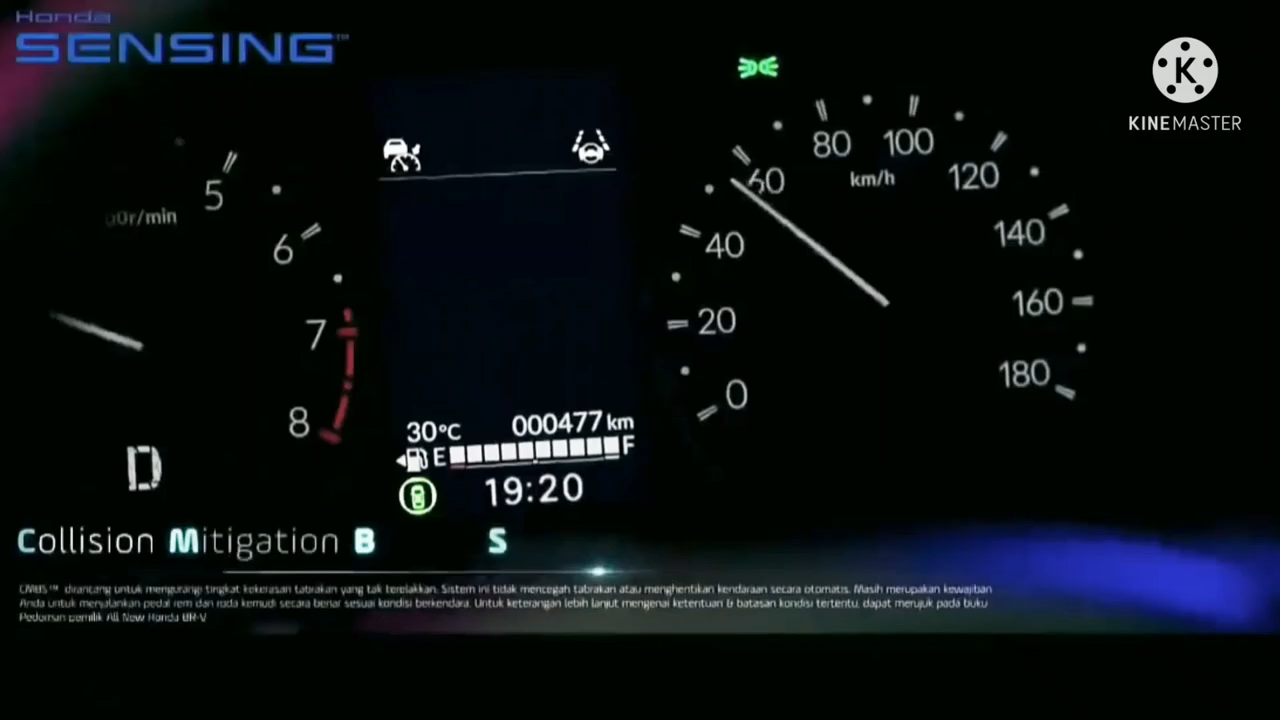 Honda
SENSING™
K
KINEMASTER
80 100
60 km/h 120
5
r/min
6 40 140
7 20 160
8 0 180
30°C 000477 km
E F
D 19:20
Collision Mitigation B S
CMBS™ dirancang untuk mengurangi tingkat kekerasan tabrakan yang tak terelakkan. Sistem ini tidak mencegah tabrakan atau menghentikan kendaraan secara otomatis. Masih merupakan kewajiban
Anda untuk menjalankan pedal rem dan roda kemudi secara benar sesuai kondisi berkendara. Untuk keterangan lebih lanjut mengenai ketentuan & batasan kondisi tertentu, dapat merujuk pada buku
Pedoman pemilik All New Honda BR-V